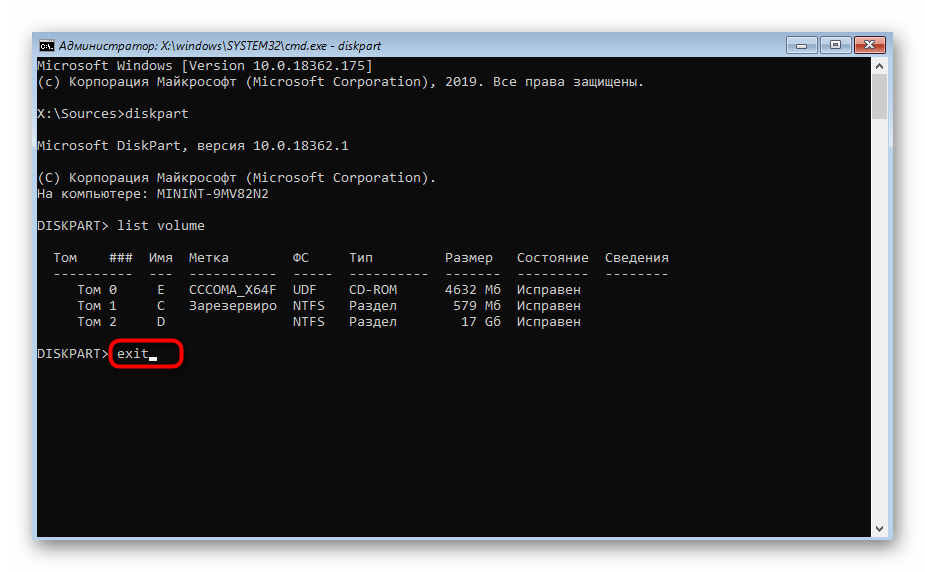 Администратор: X:\windows\SYSTEM32\cmd.exe - diskpart
Microsoft Windows [Version 10.0.18362.175]
(c) Корпорация Майкрософт (Microsoft Corporation), 2019. Все права защищены.
X:\Sources>diskpart
Microsoft DiskPart, версия 10.0.18362.1
(C) Корпорация Майкрософт (Microsoft Corporation).
На компьютере: MININT-9MV82N2
DISKPART> list volume
Том ### Имя Метка ФС Тип Размер Состояние Сведения
---------- --- ----------- ----- ---------- ------- --------- --------
Том 0 E CCCOMA_X64F UDF CD-ROM 4632 Мб Исправен
Том 1 C Зарезервиро NTFS Раздел 579 Мб Исправен
Том 2 D NTFS Раздел 17 Gб Исправен
DISKPART> exit